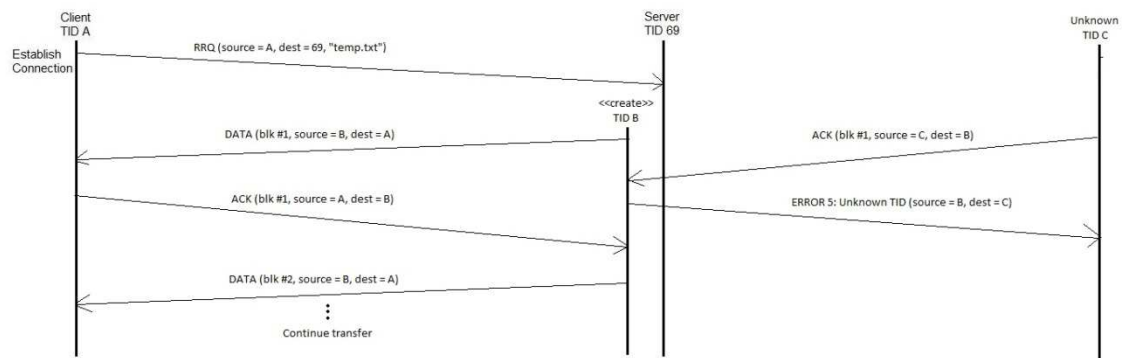 Client
TID A
Server
TID 69
Unknown
TID C
Establish
Connection
RRQ (source = A, dest = 69, "temp.txt")
<<create>>
TID B
DATA (blk #1, source = B, dest = A)
ACK (blk #1, source = C, dest = B)
ACK (blk #1, source = A, dest = B)
ERROR 5: Unknown TID (source = B, dest = C)
DATA (blk #2, source = B, dest = A)
Continue transfer